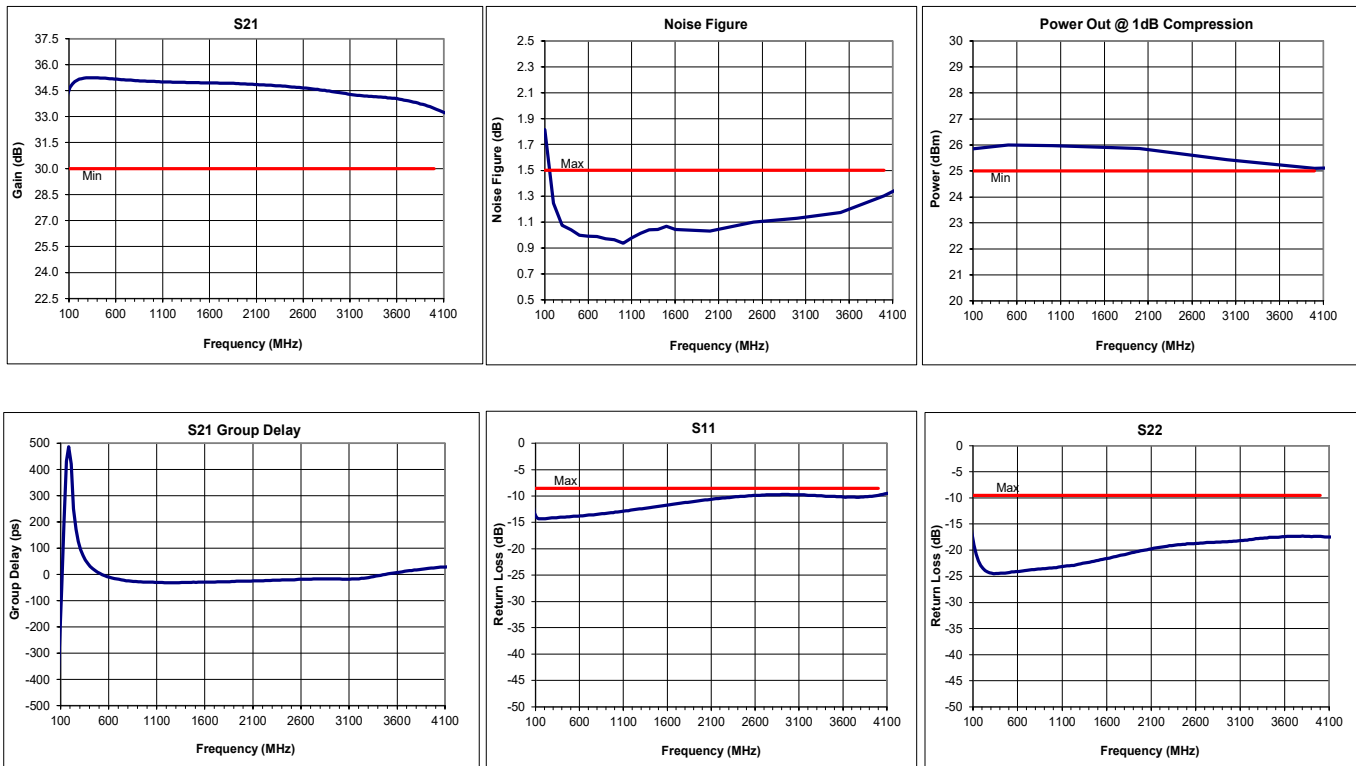 S21
Gain (dB)
37.5
36.0
34.5
33.0
31.5
30.0
28.5
27.0
25.5
24.0
22.5
Min
100 600 1100 1600 2100 2600 3100 3600 4100
Frequency (MHz)
Noise Figure
Noise Figure (dB)
2.5
2.3
2.1
1.9
1.7
1.5
1.3
1.1
0.9
0.7
0.5
Max
100 600 1100 1600 2100 2600 3100 3600 4100
Frequency (MHz)
Power Out @ 1dB Compression
Power (dBm)
30
29
28
27
26
25
24
23
22
21
20
Min
100 600 1100 1600 2100 2600 3100 3600 4100
Frequency (MHz)
S21 Group Delay
Group Delay (ps)
500
400
300
200
100
0
-100
-200
-300
-400
-500
100 600 1100 1600 2100 2600 3100 3600 4100
Frequency (MHz)
S11
Return Loss (dB)
0
-5
-10
-15
-20
-25
-30
-35
-40
-45
-50
Max
100 600 1100 1600 2100 2600 3100 3600 4100
Frequency (MHz)
S22
Return Loss (dB)
0
-5
-10
-15
-20
-25
-30
-35
-40
-45
-50
Max
100 600 1100 1600 2100 2600 3100 3600 4100
Frequency (MHz)